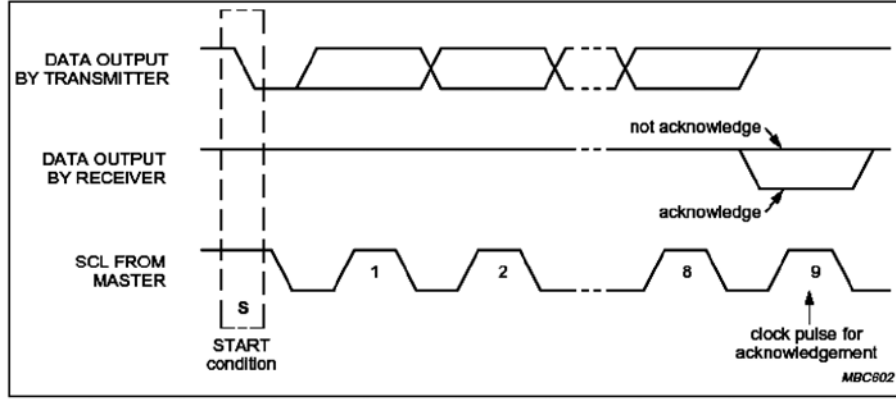 DATA OUTPUT
BY TRANSMITTER
not acknowledge
DATA OUTPUT
BY RECEIVER
acknowledge
SCL FROM
MASTER
1
2
8
9
S
START
condition
clock pulse for
acknowledgement
MBC602